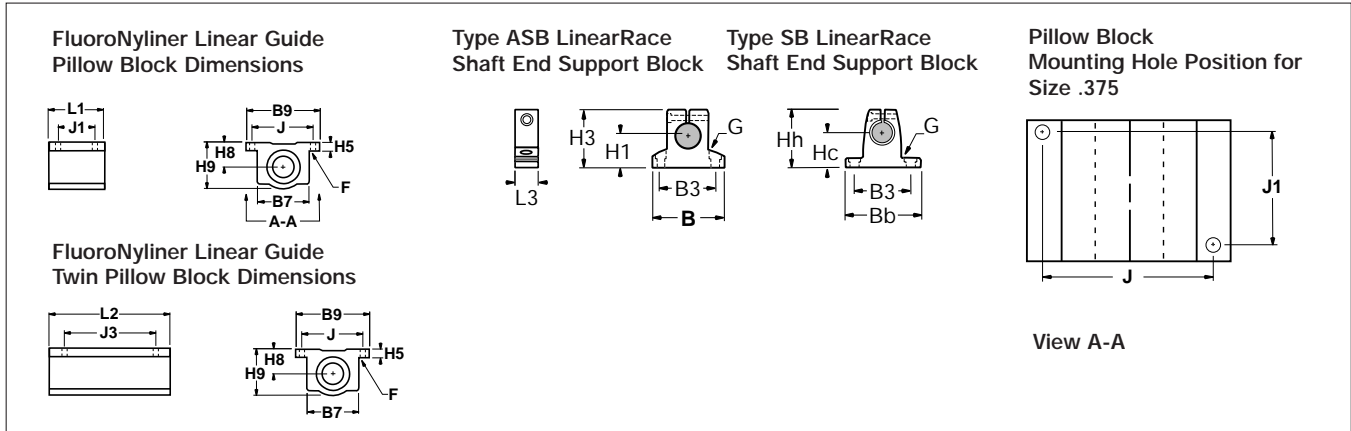 FluoroNyliner Linear Guide
Pillow Block Dimensions
L1
J1
B9
J
H8
H9
H5
F
B7
A-A
FluoroNyliner Linear Guide
Twin Pillow Block Dimensions
L2
J3
B9
J
H8
H9
H5
F
B7
Type ASB LinearRace
Shaft End Support Block
L3
H3
H1
G
B3
B
Type SB LinearRace
Shaft End Support Block
Hh
Hc
G
B3
Bb
Pillow Block
Mounting Hole Position for
Size .375
J1
J
View A-A